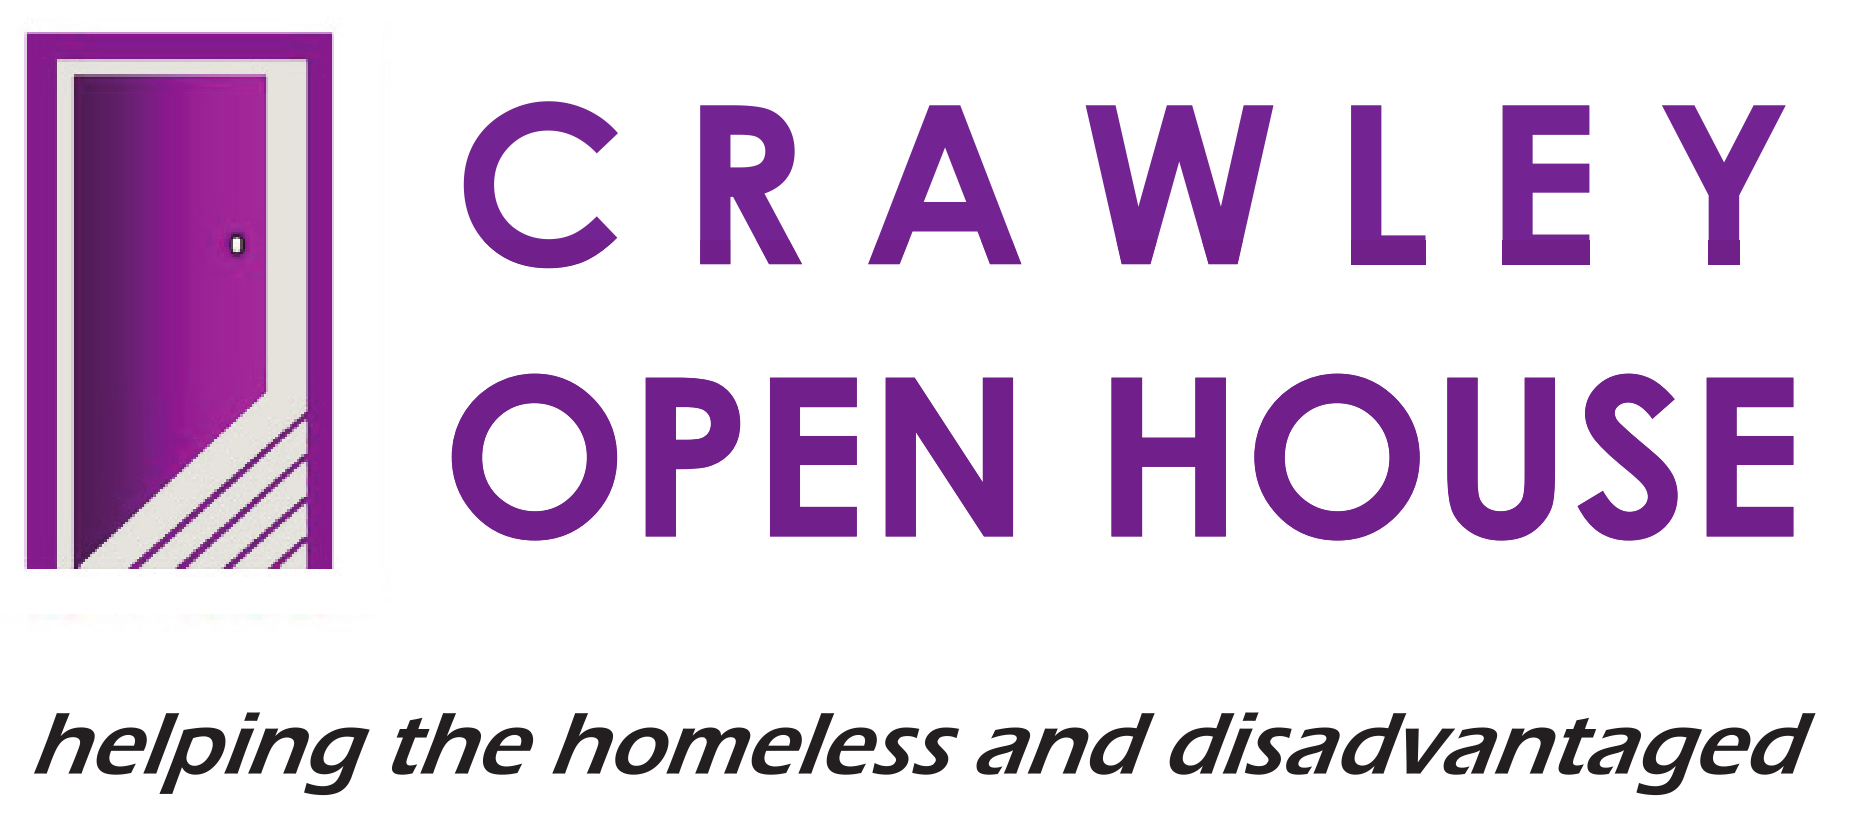 CRAWLEY
OPEN HOUSE
helping the homeless and disadvantaged